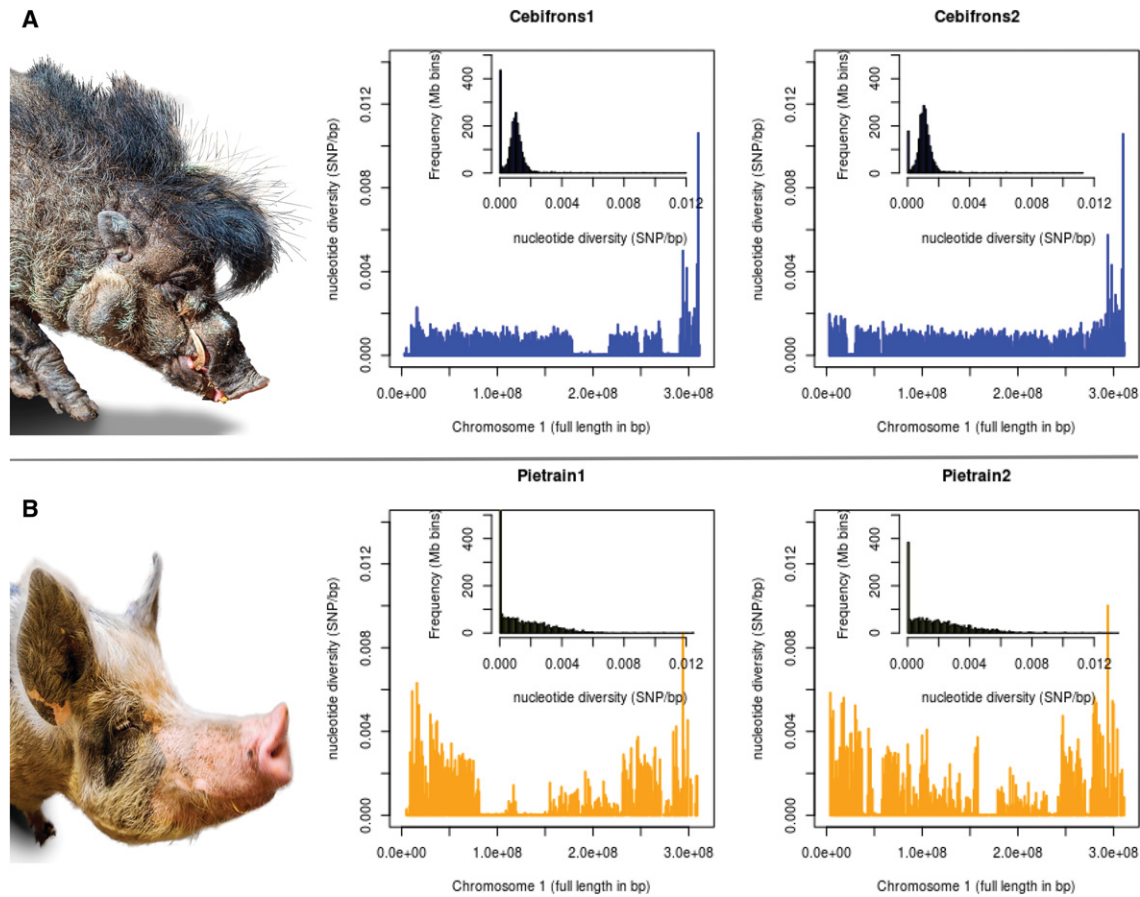 A
Cebifrons1
nucleotide diversity (SNP/bp)
0.000 0.004 0.008 0.012
Frequency (Mb bins)
0 200 400
0.000 0.004 0.008 0.012
nucleotide diversity (SNP/bp)
0.0e+00 1.0e+08 2.0e+08 3.0e+08
Chromosome 1 (full length in bp)
Cebifrons2
nucleotide diversity (SNP/bp)
0.000 0.004 0.008 0.012
Frequency (Mb bins)
0 200 400
0.000 0.004 0.008 0.012
nucleotide diversity (SNP/bp)
0.0e+00 1.0e+08 2.0e+08 3.0e+08
Chromosome 1 (full length in bp)
B
Pietrain1
nucleotide diversity (SNP/bp)
0.000 0.004 0.008 0.012
Frequency (Mb bins)
0 200 400
0.000 0.004 0.008 0.012
nucleotide diversity (SNP/bp)
0.0e+00 1.0e+08 2.0e+08 3.0e+08
Chromosome 1 (full length in bp)
Pietrain2
nucleotide diversity (SNP/bp)
0.000 0.004 0.008 0.012
Frequency (Mb bins)
0 200 400
0.000 0.004 0.008 0.012
nucleotide diversity (SNP/bp)
0.0e+00 1.0e+08 2.0e+08 3.0e+08
Chromosome 1 (full length in bp)